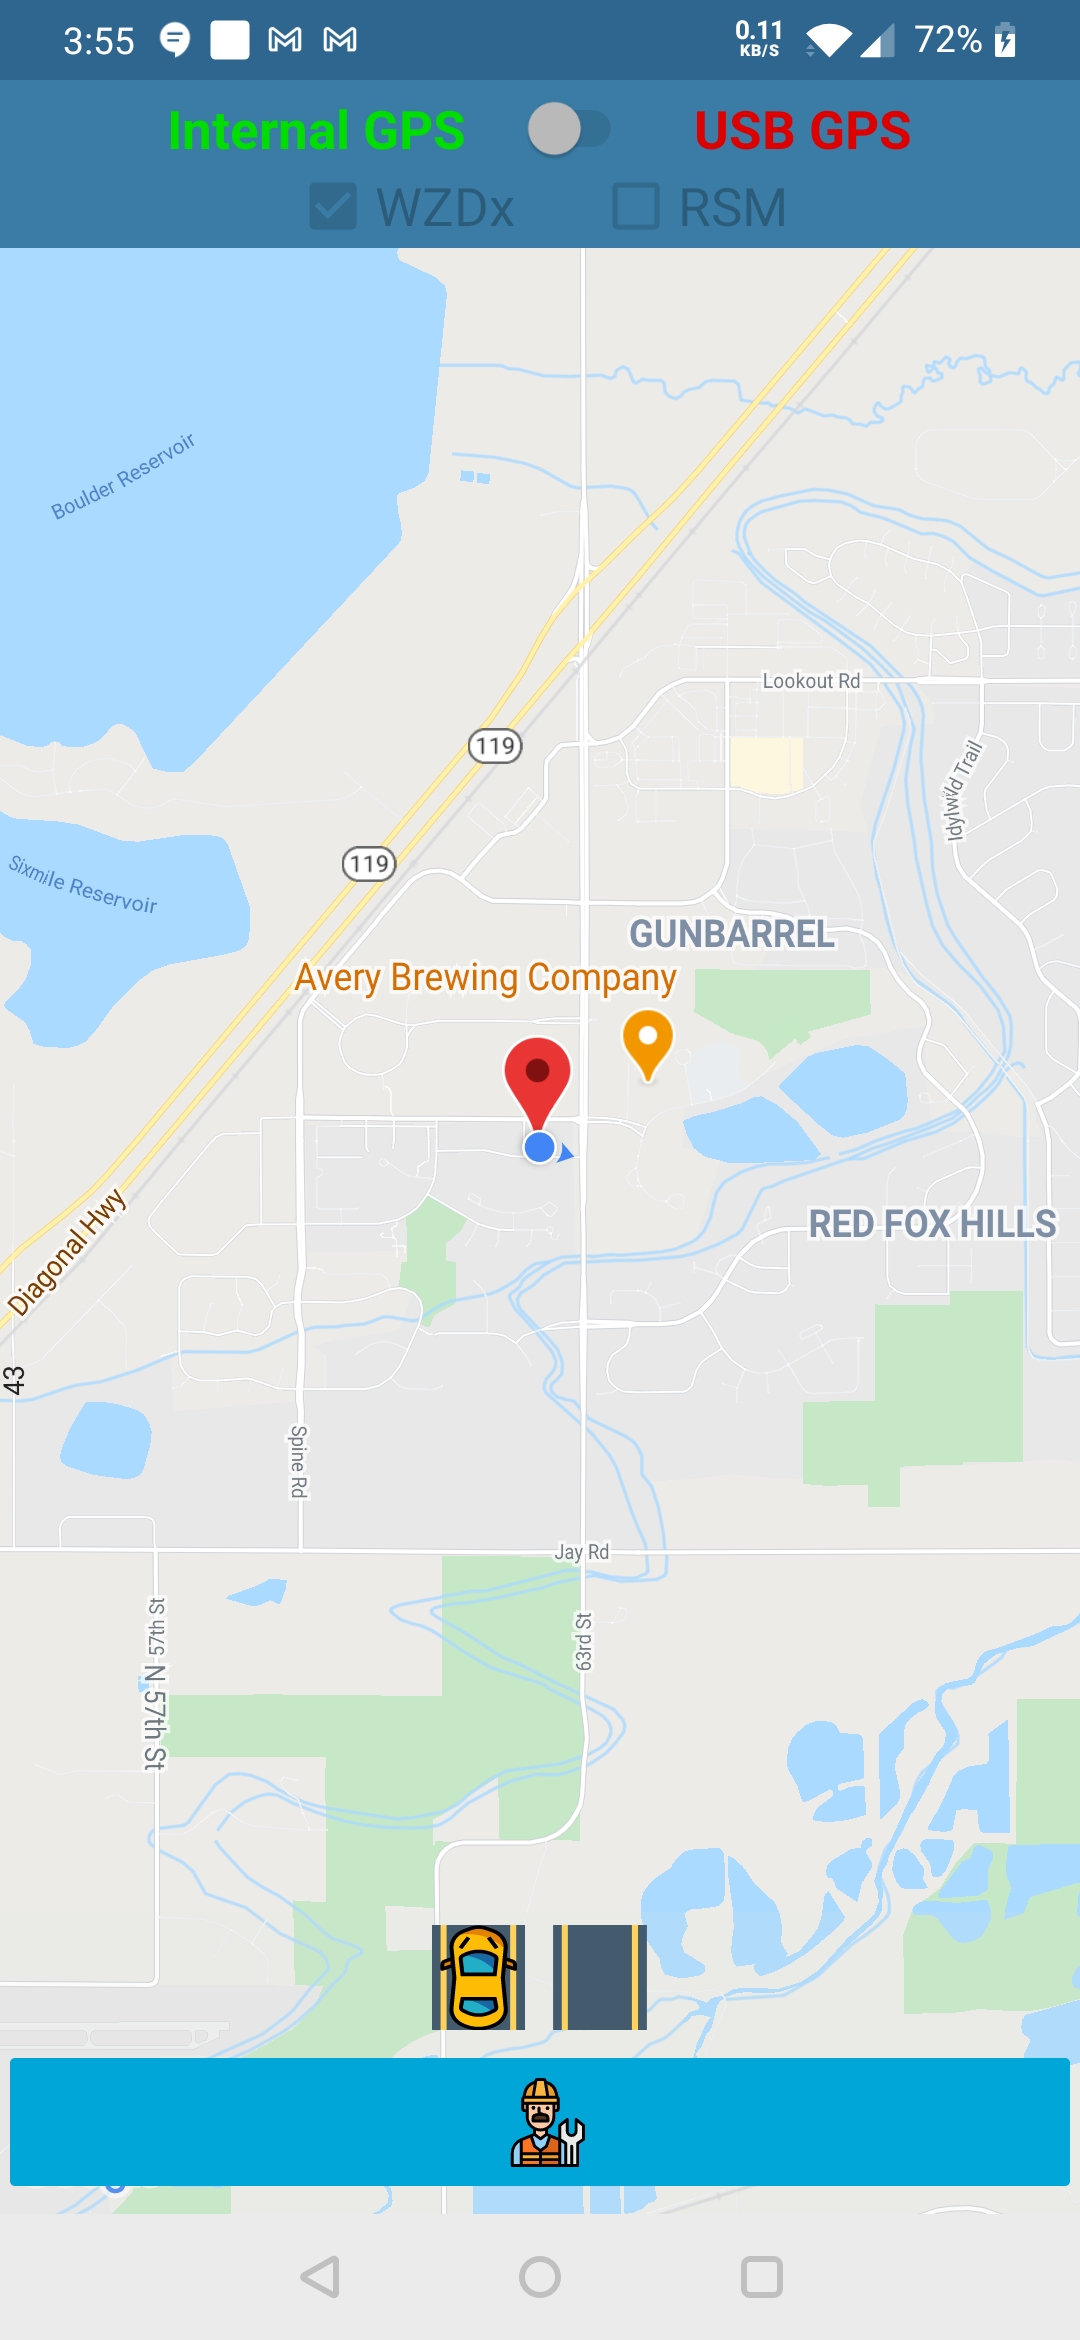 3:55
0.11
KB/S
72%
Internal GPS
USB GPS
WZDx
RSM
Boulder Reservoir
Lookout Rd
119
Idylwild Trail
119
Sixmile Reservoir
GUNBARREL
Avery Brewing Company
Diagonal Hwy
RED FOX HILLS
43
Spine Rd
Jay Rd
57th St
63rd St
N 57th St